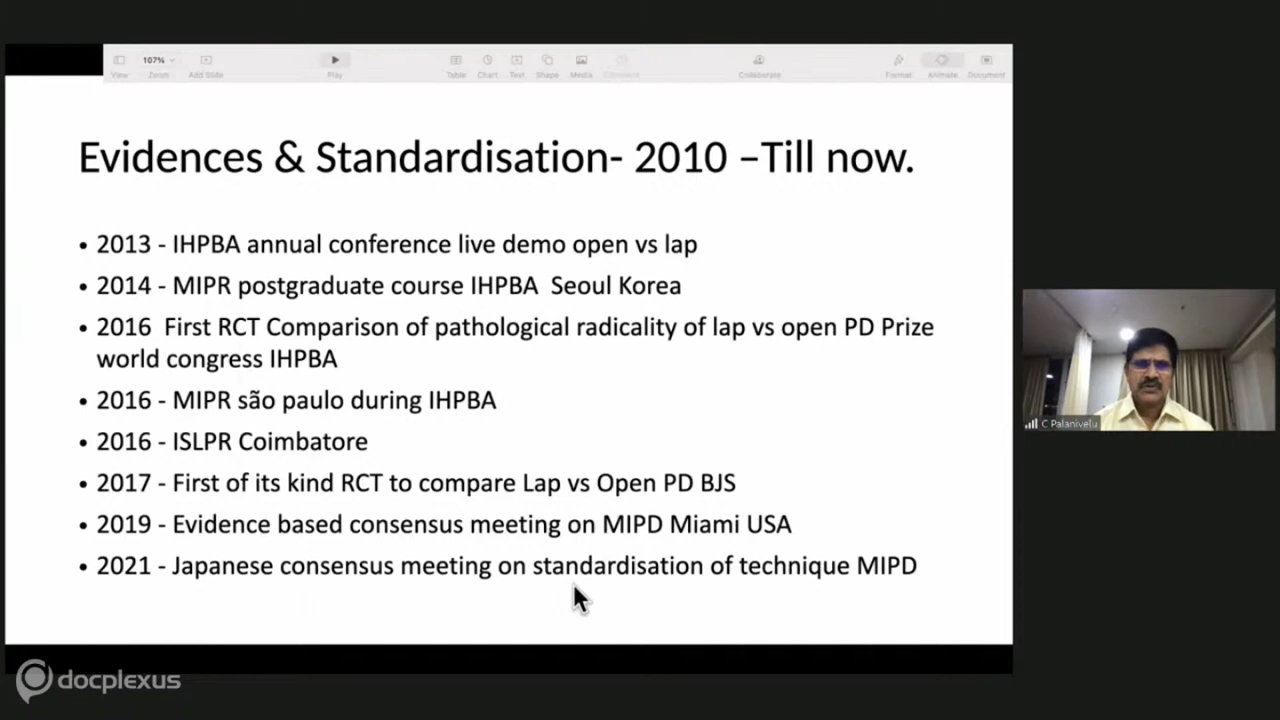 107%
View
Zoom
Add Slide
Play
Table
Chart
Text
Shape
Media
Collaborate
Format
Animate
Document
Evidences & Standardisation- 2010 –Till now.
• 2013 - IHPBA annual conference live demo open vs lap
• 2014 - MIPR postgraduate course IHPBA Seoul Korea
• 2016 First RCT Comparison of pathological radicality of lap vs open PD Prize
world congress IHPBA
• 2016 - MIPR são paulo during IHPBA
• 2016 - ISLPR Coimbatore
• 2017 - First of its kind RCT to compare Lap vs Open PD BJS
• 2019 - Evidence based consensus meeting on MIPD Miami USA
• 2021 - Japanese consensus meeting on standardisation of technique MIPD
C Palanivelu
docplexus